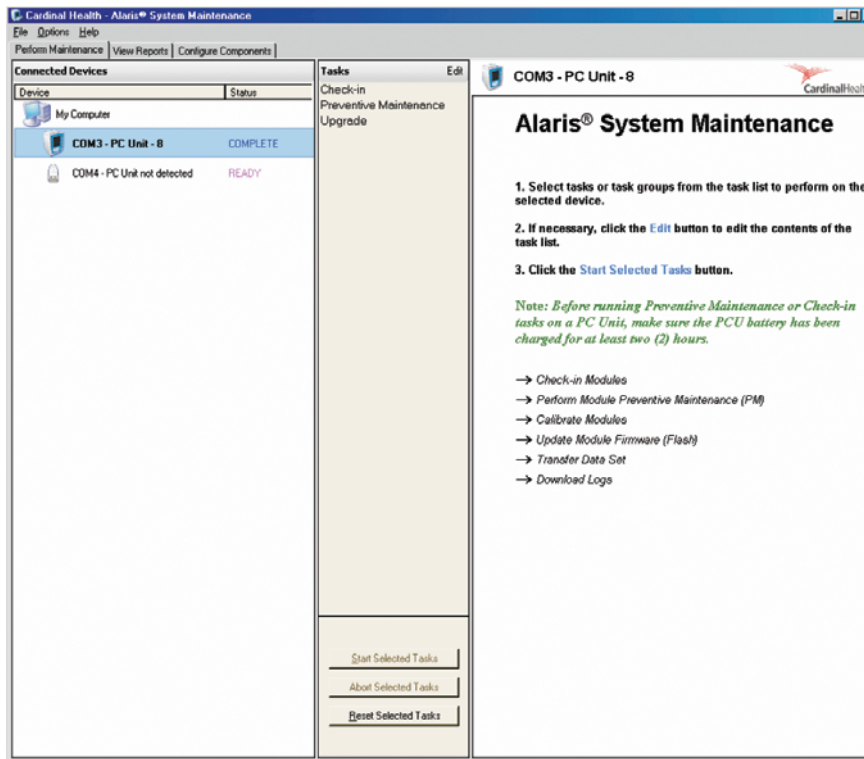 Cardinal Health - Alaris® System Maintenance
File Options Help
Perform Maintenance View Reports Configure Components
Connected Devices
Device Status
My Computer
COM3 - PC Unit - 8 COMPLETE
COM4 - PC Unit not detected READY
Tasks Edit
Check-in
Preventive Maintenance
Upgrade
Start Selected Tasks
Abort Selected Tasks
Reset Selected Tasks
COM3 - PC Unit - 8
CardinalHealth
Alaris® System Maintenance
1. Select tasks or task groups from the task list to perform on the
selected device.
2. If necessary, click the Edit button to edit the contents of the
task list.
3. Click the Start Selected Tasks button.
Note: Before running Preventive Maintenance or Check-in
tasks on a PC Unit, make sure the PCU battery has been
charged for at least two (2) hours.
→ Check-in Modules
→ Perform Module Preventive Maintenance (PM)
→ Calibrate Modules
→ Update Module Firmware (Flash)
→ Transfer Data Set
→ Download Logs